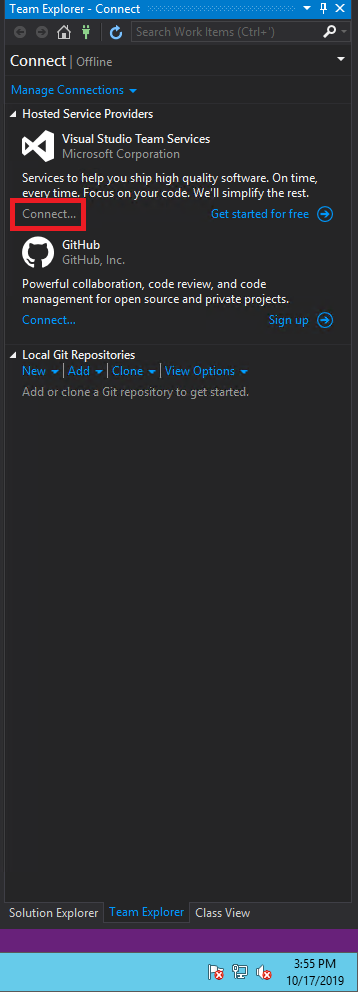 Team Explorer - Connect
Search Work Items (Ctrl+')
Connect | Offline
Manage Connections
Hosted Service Providers
Visual Studio Team Services
Microsoft Corporation
Services to help you ship high quality software. On time,
every time. Focus on your code. We'll simplify the rest.
Connect... Get started for free
GitHub
GitHub, Inc.
Powerful collaboration, code review, and code
management for open source and private projects.
Connect... Sign up
Local Git Repositories
New | Add | Clone | View Options
Add or clone a Git repository to get started.
Solution Explorer Team Explorer Class View
3:55 PM
10/17/2019